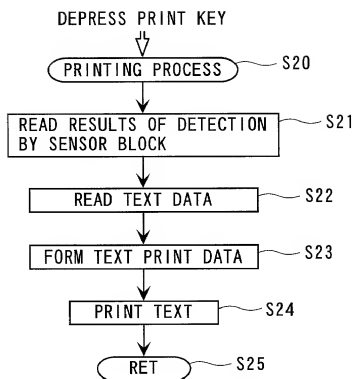 DEPRESS PRINT KEY
PRINTING PROCESS S20
READ RESULTS OF DETECTION S21
BY SENSOR BLOCK
READ TEXT DATA S22
FORM TEXT PRINT DATA S23
PRINT TEXT S24
RET S25